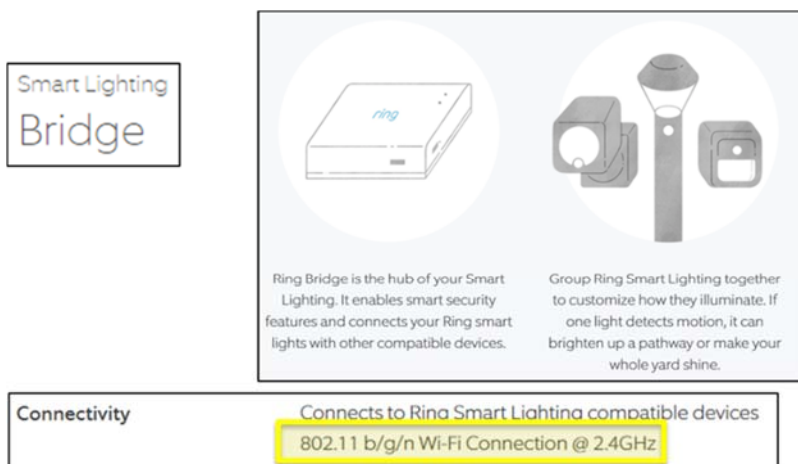 Smart Lighting
Bridge
ring
Ring Bridge is the hub of your Smart
Lighting. It enables smart security
features and connects your Ring smart
lights with other compatible devices.
Group Ring Smart Lighting together
to customize how they illuminate. If
one light detects motion, it can
brighten up a pathway or make your
whole yard shine.
Connectivity
Connects to Ring Smart Lighting compatible devices
802.11 b/g/n Wi-Fi Connection @ 2.4GHz